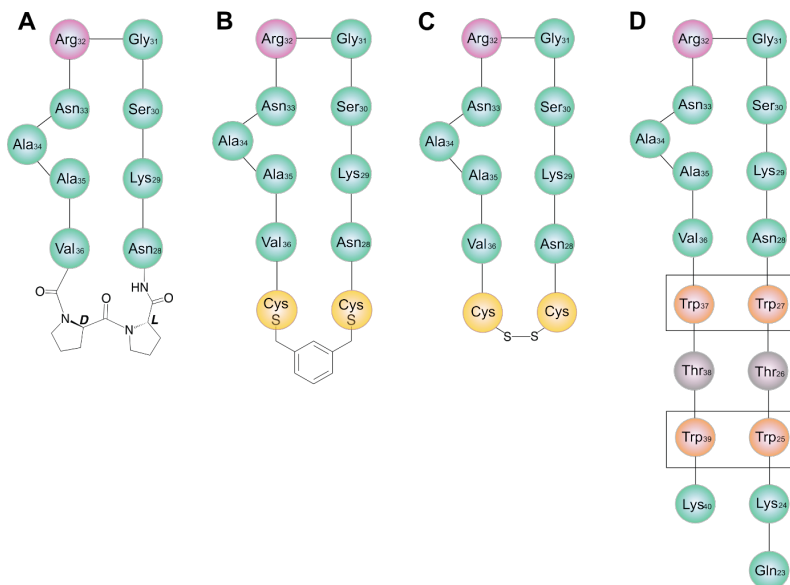 A B C D
Arg32 Gly31 Arg32 Gly31 Arg32 Gly31 Arg32 Gly31
Asn33 Ser30 Asn33 Ser30 Asn33 Ser30 Asn33 Ser30
Ala34 Ala34 Ala34 Ala34
Ala35 Lys29 Ala35 Lys29 Ala35 Lys29 Ala35 Lys29
Val36 Asn28 Val36 Asn28 Val36 Asn28 Val36 Asn28
O HN O
O
N D N L
Cys S Cys S
Cys Cys
S S
Trp37 Trp27
Thr38 Thr26
Trp39 Trp25
Lys40 Lys24
Gln23